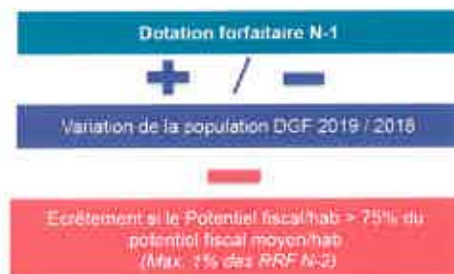 Dotation forfaitaire N-1
+ / -
Variation de la population DGF 2019 / 2018
-
Ecrêtement si le Potentiel fiscal/hab > 75% du
potentiel fiscal moyen/hab
(Max. 1% des RRF N-2)